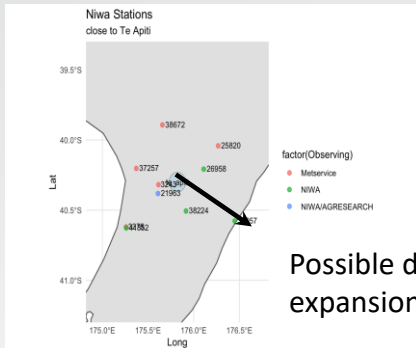 Niwa Stations
close to Te Apiti
39.5°S
40.0°S
40.5°S
41.0°S
Lat
38672
25820
37257
26958
21963
38224
175.0°E
175.5°E
176.0°E
176.5°E
Long
factor(Observing)
Metservice
NIWA
NIWA/AGRESEARCH
Possible d
expansion